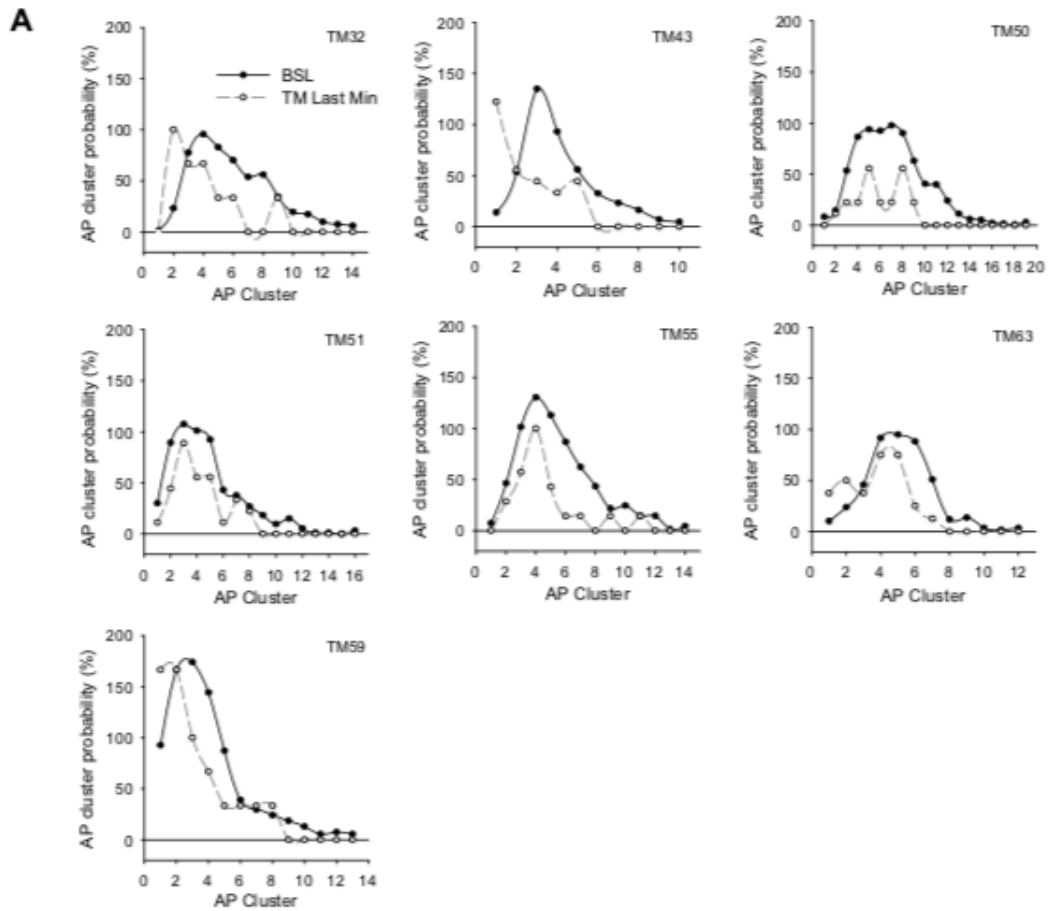 A
TM32
BSL
TM Last Min
AP cluster probability (%)
200
150
100
50
0
0 2 4 6 8 10 12 14
AP Cluster
TM43
AP cluster probability (%)
200
150
100
50
0
0 2 4 6 8 10
AP Cluster
TM50
AP cluster probability (%)
200
150
100
50
0
0 2 4 6 8 10 12 14 16 18 20
AP Cluster
TM51
AP cluster probability (%)
200
150
100
50
0
0 2 4 6 8 10 12 14 16
AP Cluster
TM55
AP cluster probability (%)
200
150
100
50
0
0 2 4 6 8 10 12 14
AP Cluster
TM63
AP cluster probability (%)
200
150
100
50
0
0 2 4 6 8 10 12
AP Cluster
TM59
AP cluster probability (%)
200
150
100
50
0
0 2 4 6 8 10 12 14
AP Cluster